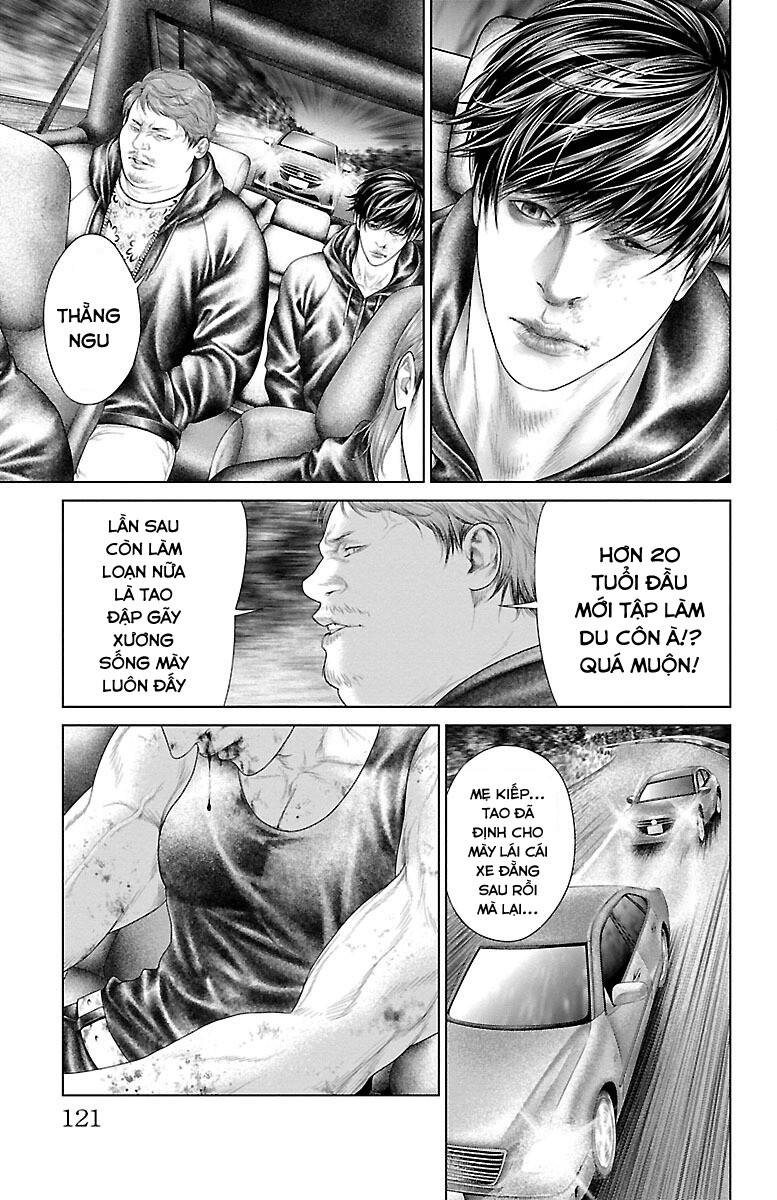 THẰNG
NGU
HƠN 20
TUỔI ĐẦU
MỚI TẬP LÀM
DU CÔN À!?
QUÁ MUỘN!
LẦN SAU
CÒN LÀM
LOẠN NỮA
LÀ TAO
ĐẬP GÃY
XƯƠNG
SỐNG MÀY
LUÔN ĐẤY
MẸ KIẾP...
TAO ĐÃ
ĐỊNH CHO
MÀY LÁI CÁI
XE ĐẰNG
SAU RỒI
MÀ LẠI...
121